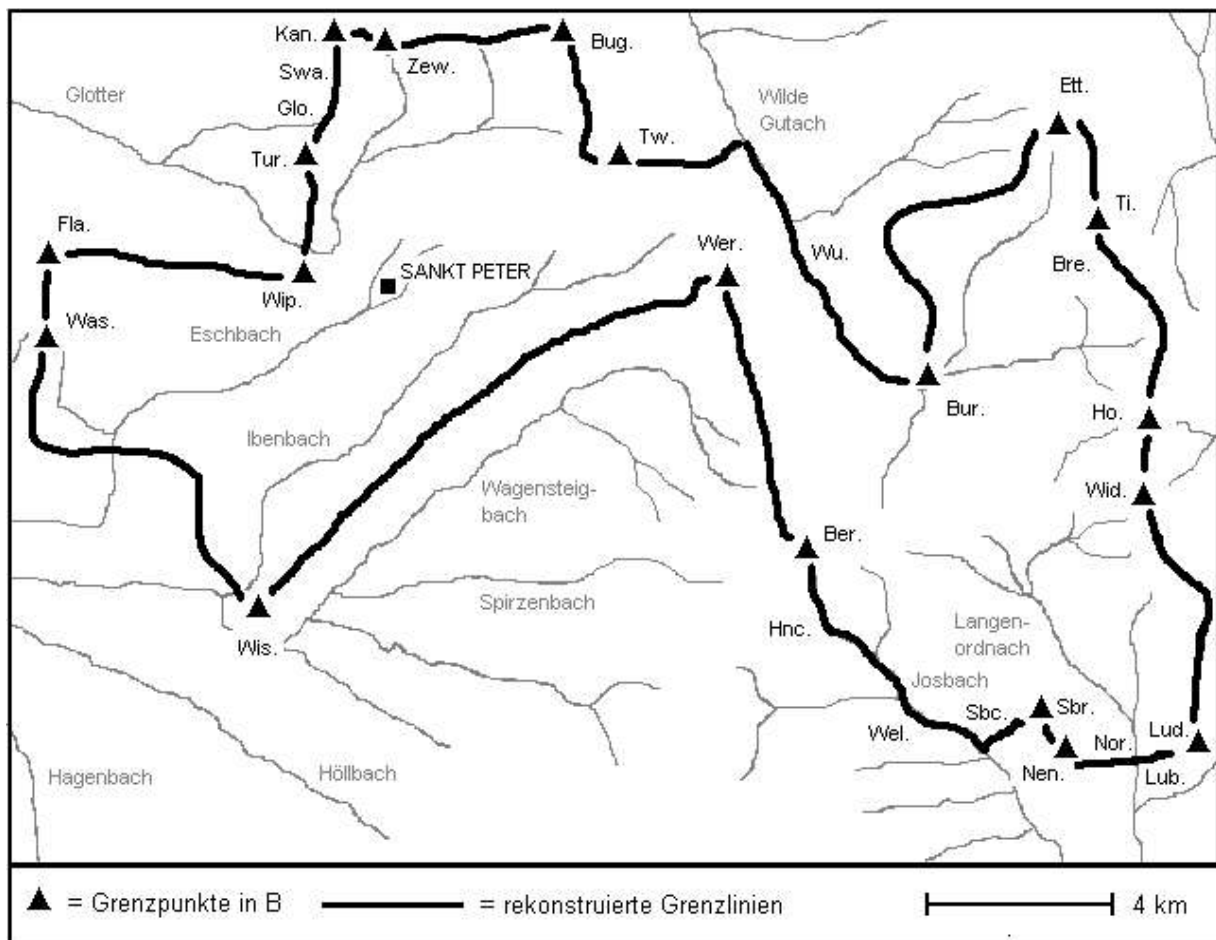 Kan.
Bug.
Swa.
Zew.
Ett.
Glotter
Wilde
Gutach
Glo.
Tw.
Tur.
Ti.
Fla.
Wer.
Wu.
Bre.
SANKT PETER
Wip.
Was.
Eschbach
Bur.
Ho.
Ibenbach
Wagensteig-
bach
Wid.
Ber.
Spirzenbach
Langen-
ordnach
Hnc.
Wis.
Josbach
Sbc.
Sbr.
Wel.
Nor.
Lud.
Hagenbach
Höllbach
Nen.
Lub.
= Grenzpunkte in B
= rekonstruierte Grenzlinien
4 km